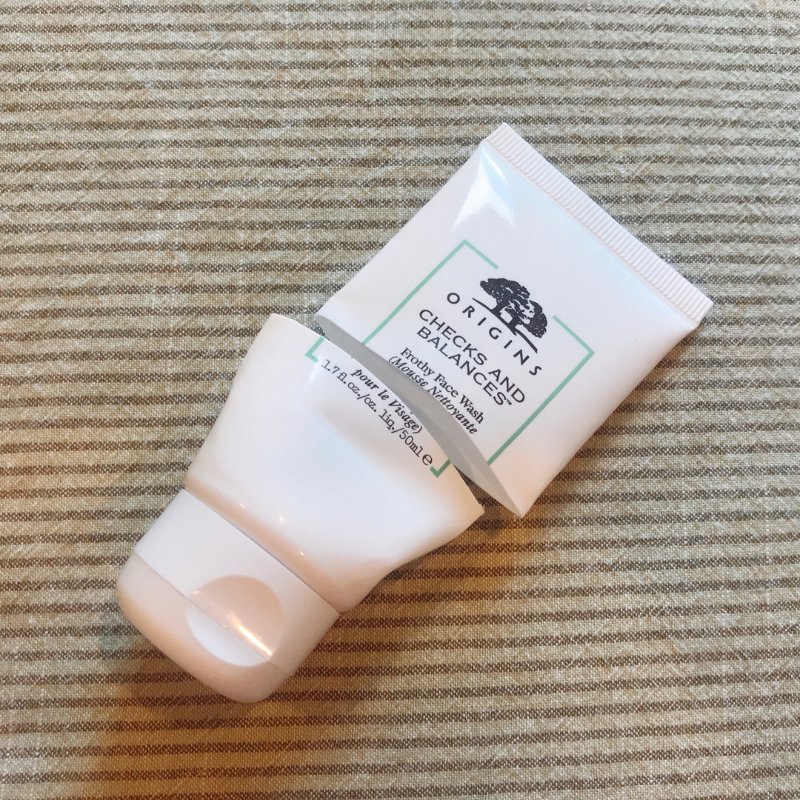 ORIGINS
CHECKS AND
BALANCES™
Frothy Face Wash
(Mousse Nettoyante
pour le Visage)
1.7 fl. oz./oz. liq./50ml ℮